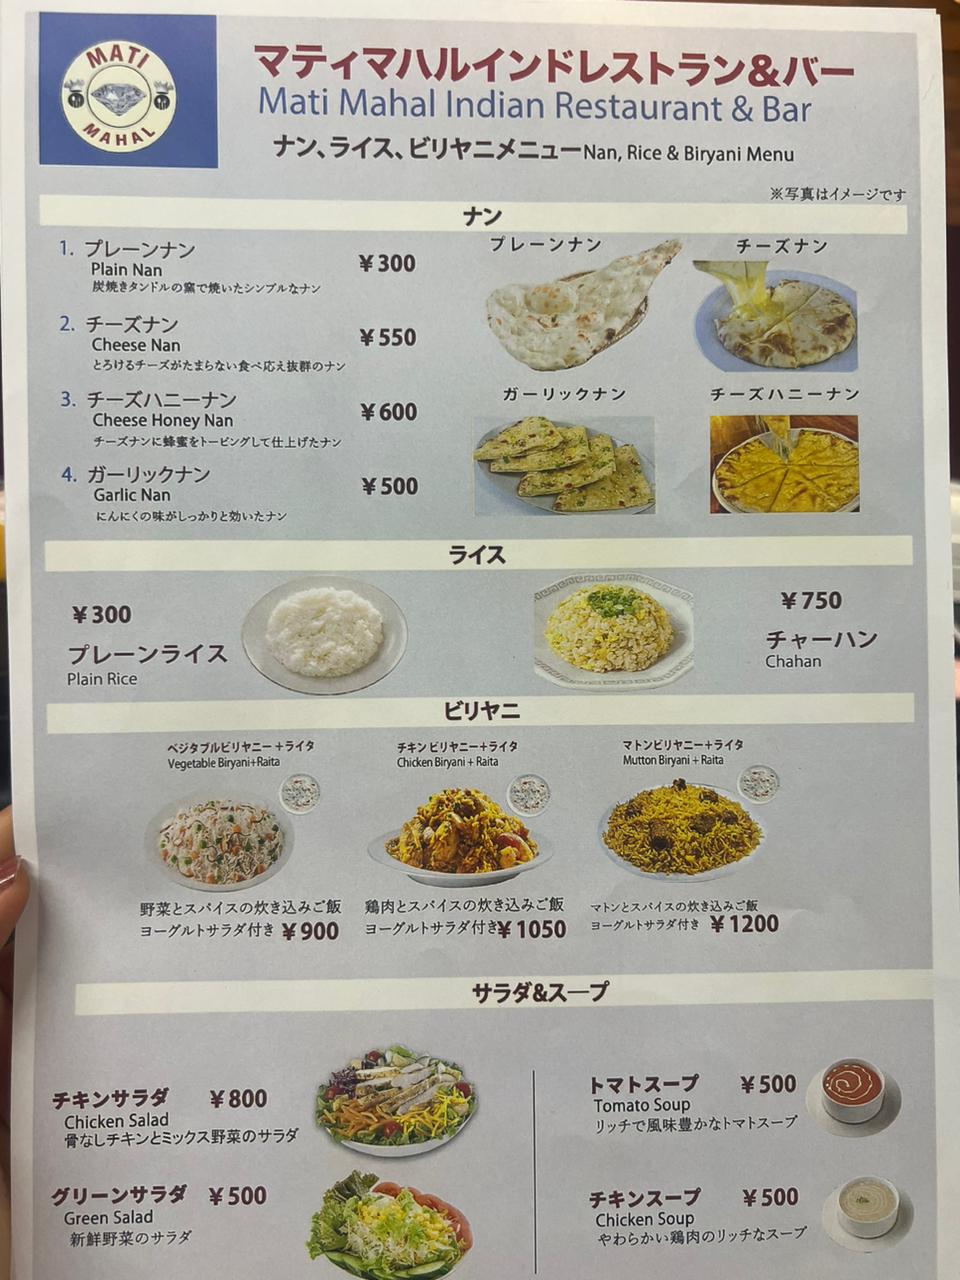 MATI
MAHAL
マティマハルインドレストラン&バー
Mati Mahal Indian Restaurant & Bar
ナン、ライス、ビリヤニメニューNan, Rice & Biryani Menu
※写真はイメージです
ナン
1. プレーンナン
Plain Nan
炭焼きタンドルの窯で焼いたシンプルなナン
¥300
2. チーズナン
Cheese Nan
とろけるチーズがたまらない食べ応え抜群のナン
¥550
3. チーズハニーナン
Cheese Honey Nan
チーズナンに蜂蜜をトーピングして仕上げたナン
¥600
4. ガーリックナン
Garlic Nan
にんにくの味がしっかりと効いたナン
¥500
プレーンナン
チーズナン
ガーリックナン
チーズハニーナン
ライス
¥300
プレーンライス
Plain Rice
¥750
チャーハン
Chahan
ビリヤニ
ベジタブルビリヤニー+ライタ
Vegetable Biryani+Raita
野菜とスパイスの炊き込みご飯
ヨーグルトサラダ付き ¥900
チキン ビリヤニー+ライタ
Chicken Biryani + Raita
鶏肉とスパイスの炊き込みご飯
ヨーグルトサラダ付き¥1050
マトンビリヤニー+ライタ
Mutton Biryani + Raita
マトンとスパイスの炊き込みご飯
ヨーグルトサラダ付き ¥1200
サラダ&スープ
チキンサラダ ¥800
Chicken Salad
骨なしチキンとミックス野菜のサラダ
グリーンサラダ ¥500
Green Salad
新鮮野菜のサラダ
トマトスープ ¥500
Tomato Soup
リッチで風味豊かなトマトスープ
チキンスープ ¥500
Chicken Soup
やわらかい鶏肉のリッチなスープ